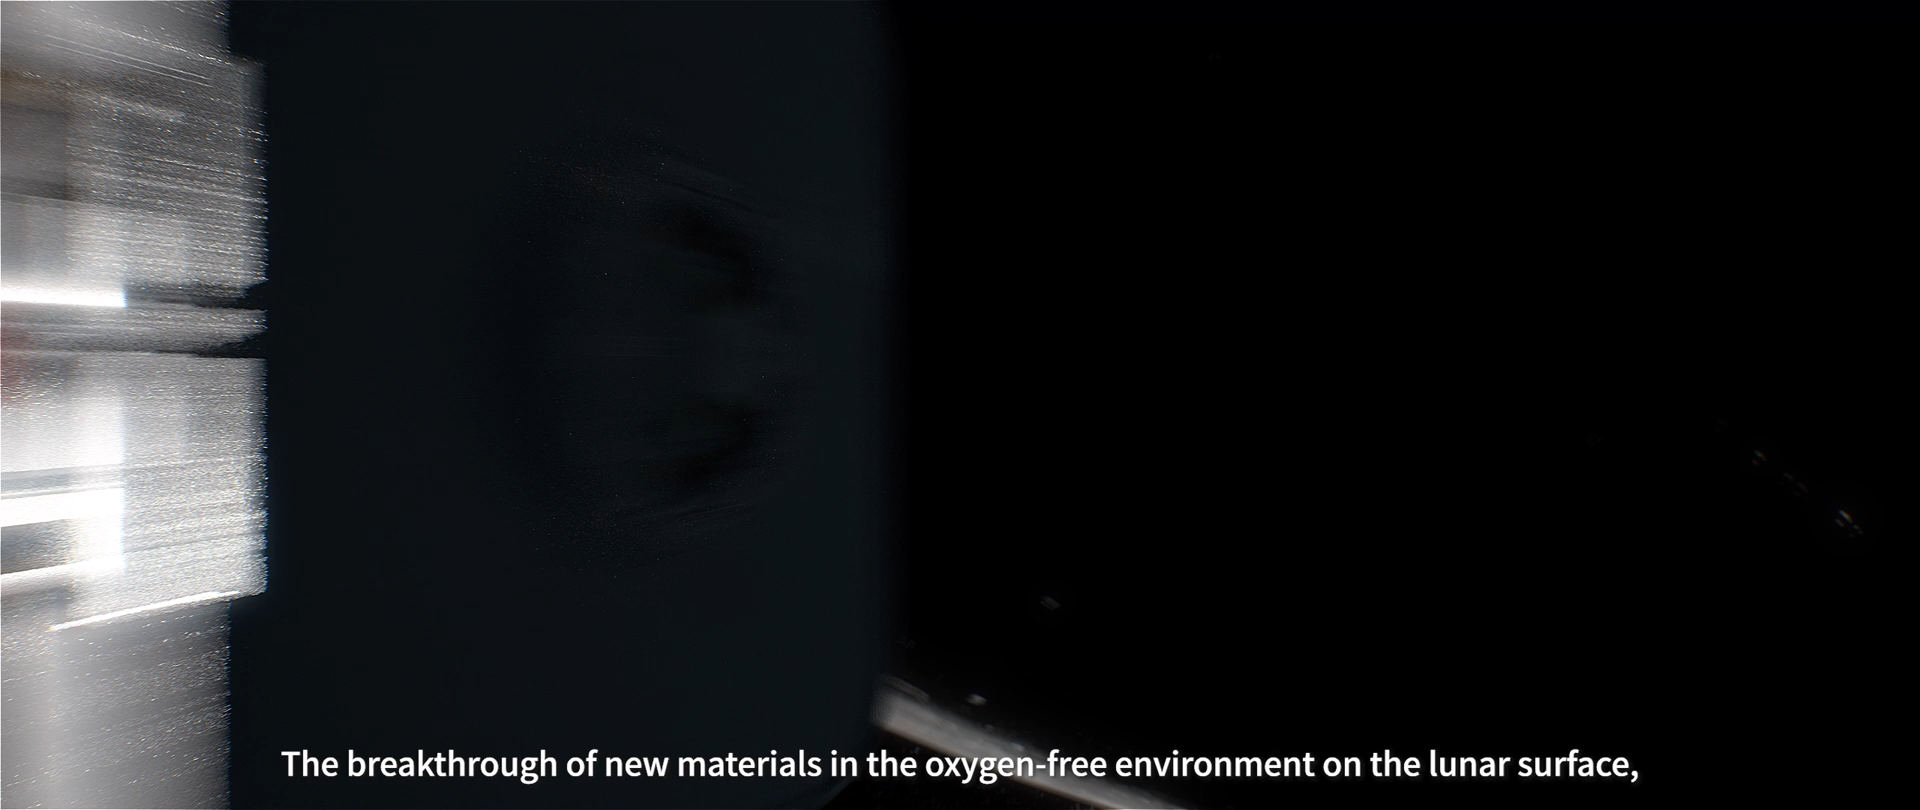 The breakthrough of new materials in the oxygen-free environment on the lunar surface,